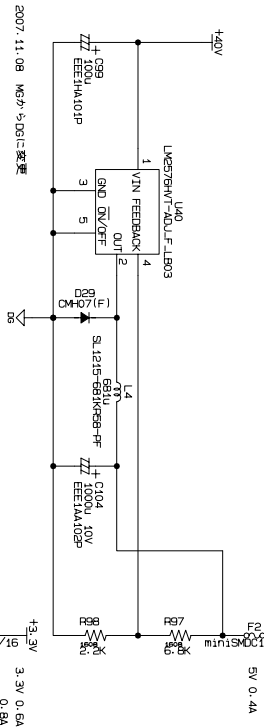 +40V
C99
100u
EEE1HA101P
U40
LM2576HVT-ADJ_F_LB03
1
VIN FEEDBACK
4
3
GND
5
ON/OFF
OUT
2
2007.11.08 MGからDGに変更
D29
CMH07(F)
DG
L4
681u
SL1215-681KR58-PF
C104
1000u 10V
EEE1AA102P
R98
1608
2.2K
R97
1608
6.8K
F2
miniSMDC1
5V 0.4A
+3.3V
3.3V 0.6A
0.8A
/16